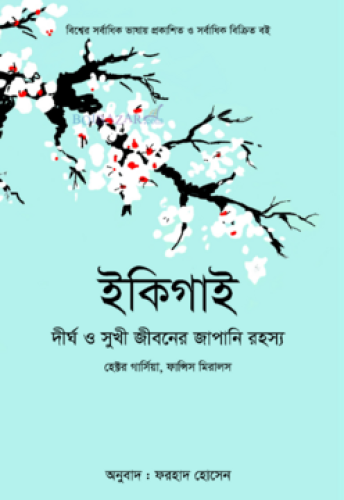 বিশ্বের সর্বাধিক ভাষায় প্রকাশিত ও সর্বাধিক বিক্রিত বই
ইকিগাই
দীর্ঘ ও সুখী জীবনের জাপানি রহস্য
হেক্টর গার্সিয়া, ফ্রান্সিস মিরালস
অনুবাদ : ফরহাদ হোসেন